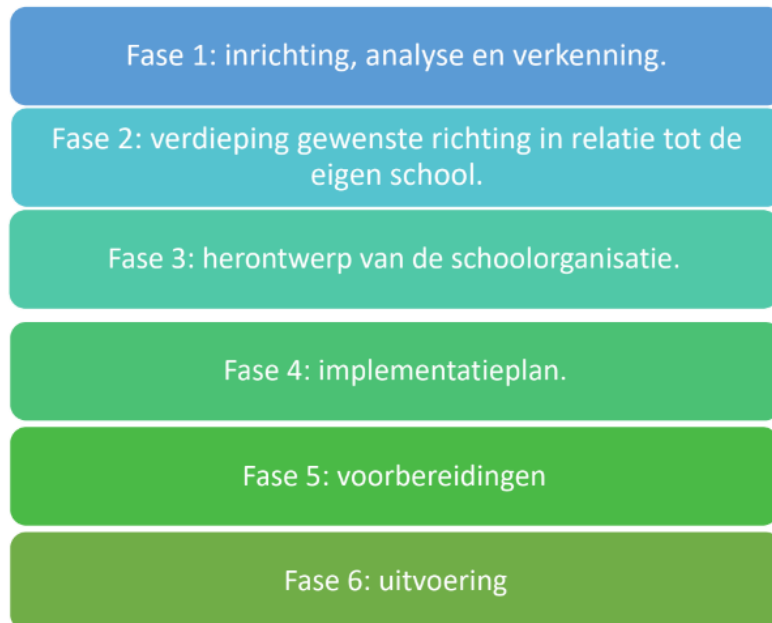 Fase 1: inrichting, analyse en verkenning.
Fase 2: verdieping gewenste richting in relatie tot de
eigen school.
Fase 3: herontwerp van de schoolorganisatie.
Fase 4: implementatieplan.
Fase 5: voorbereidingen
Fase 6: uitvoering